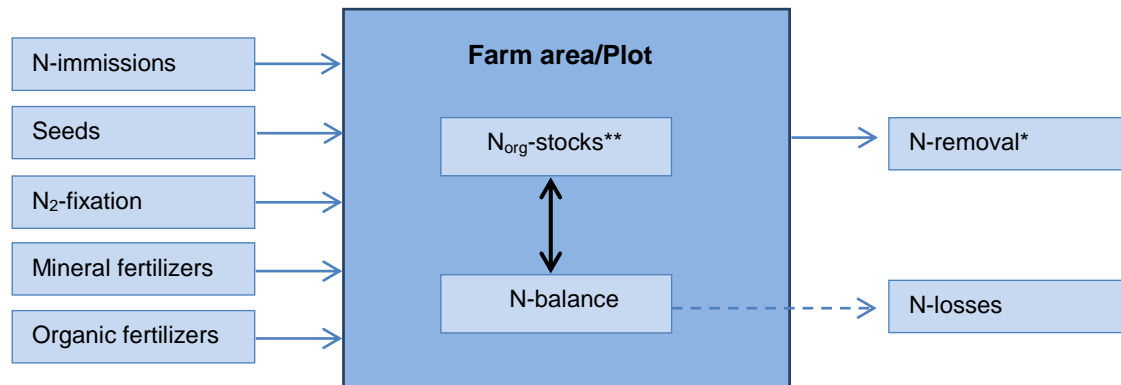 Farm area/Plot
N-immissions
Seeds
N₂-fixation
Mineral fertilizers
Organic fertilizers
Norg-stocks**
N-balance
N-removal*
N-losses